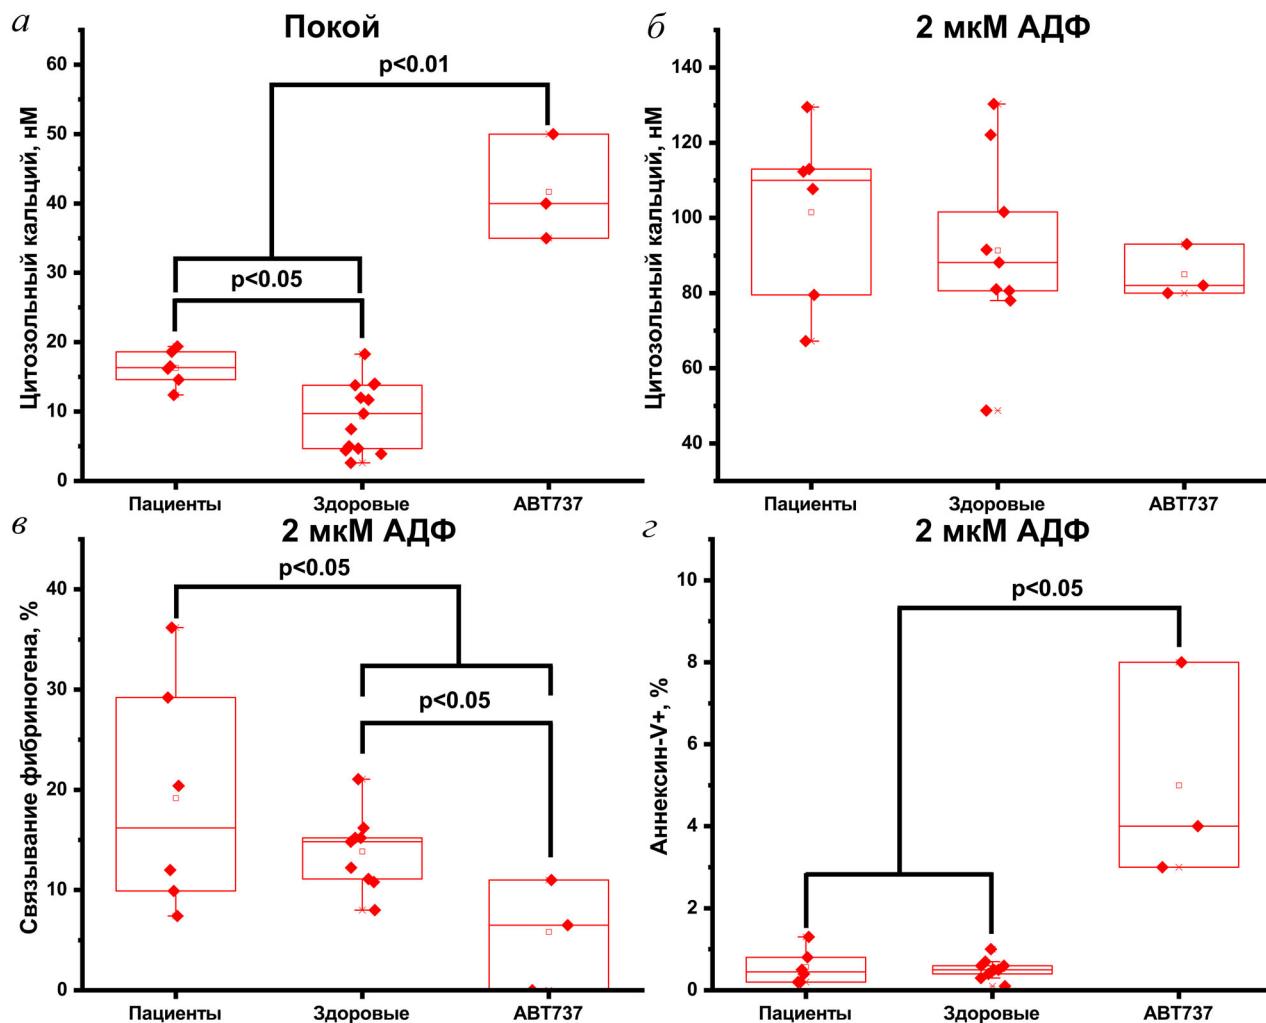 а
Покой
Цитозольный кальций, нМ
60
50
40
30
20
10
0
p<0.01
p<0.05
Пациенты
Здоровые
ABT737
б
2 мкМ АДФ
Цитозольный кальций, нМ
140
120
100
80
60
40
Пациенты
Здоровые
ABT737
в
2 мкМ АДФ
Связывание фибриногена, %
40
30
20
10
0
p<0.05
p<0.05
Пациенты
Здоровые
ABT737
г
2 мкМ АДФ
Аннексин-V+, %
10
8
6
4
2
0
p<0.05
Пациенты
Здоровые
ABT737